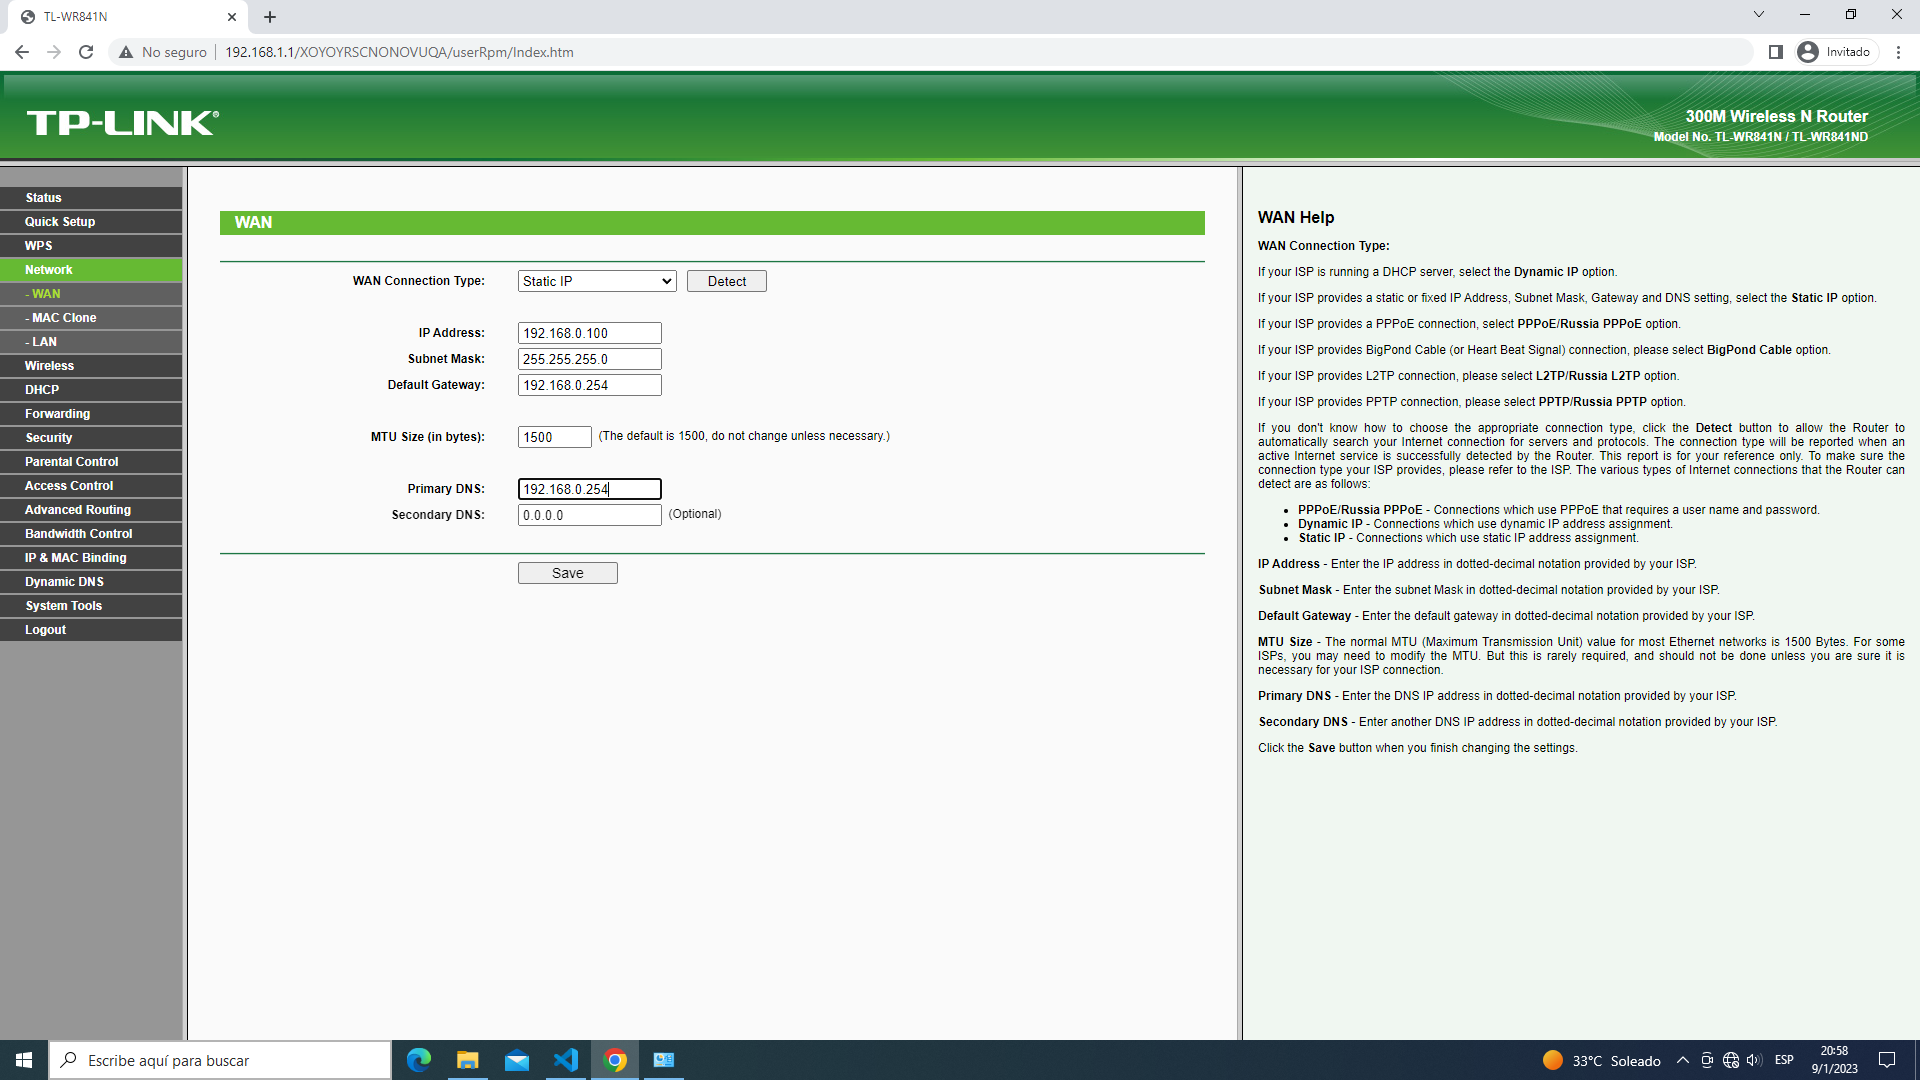 TL-WR841N
No seguro
192.168.1.1/XOYOYRSCNONOVUQA/userRpm/Index.htm
Invitado
TP-LINK®
300M Wireless N Router
Model No. TL-WR841N / TL-WR841ND
Status
Quick Setup
WPS
Network
- WAN
- MAC Clone
- LAN
Wireless
DHCP
Forwarding
Security
Parental Control
Access Control
Advanced Routing
Bandwidth Control
IP & MAC Binding
Dynamic DNS
System Tools
Logout
WAN
WAN Connection Type: Static IP Detect
IP Address: 192.168.0.100
Subnet Mask: 255.255.255.0
Default Gateway: 192.168.0.254
MTU Size (in bytes): 1500 (The default is 1500, do not change unless necessary.)
Primary DNS: 192.168.0.254
Secondary DNS: 0.0.0.0 (Optional)
Save
WAN Help
WAN Connection Type:
If your ISP is running a DHCP server, select the Dynamic IP option.
If your ISP provides a static or fixed IP Address, Subnet Mask, Gateway and DNS setting, select the Static IP option.
If your ISP provides a PPPoE connection, select PPPoE/Russia PPPoE option.
If your ISP provides BigPond Cable (or Heart Beat Signal) connection, please select BigPond Cable option.
If your ISP provides L2TP connection, please select L2TP/Russia L2TP option.
If your ISP provides PPTP connection, please select PPTP/Russia PPTP option.
If you don't know how to choose the appropriate connection type, click the Detect button to allow the Router to
automatically search your Internet connection for servers and protocols. The connection type will be reported when an
active Internet service is successfully detected by the Router. This report is for your reference only. To make sure the
connection type your ISP provides, please refer to the ISP. The various types of Internet connections that the Router can
detect are as follows:
• PPPoE/Russia PPPoE - Connections which use PPPoE that requires a user name and password.
• Dynamic IP - Connections which use dynamic IP address assignment.
• Static IP - Connections which use static IP address assignment.
IP Address - Enter the IP address in dotted-decimal notation provided by your ISP.
Subnet Mask - Enter the subnet Mask in dotted-decimal notation provided by your ISP.
Default Gateway - Enter the default gateway in dotted-decimal notation provided by your ISP.
MTU Size - The normal MTU (Maximum Transmission Unit) value for most Ethernet networks is 1500 Bytes. For some
ISPs, you may need to modify the MTU. But this is rarely required, and should not be done unless you are sure it is
necessary for your ISP connection.
Primary DNS - Enter the DNS IP address in dotted-decimal notation provided by your ISP.
Secondary DNS - Enter another DNS IP address in dotted-decimal notation provided by your ISP.
Click the Save button when you finish changing the settings.
Escribe aquí para buscar
33°C Soleado
ESP
20:58
9/1/2023